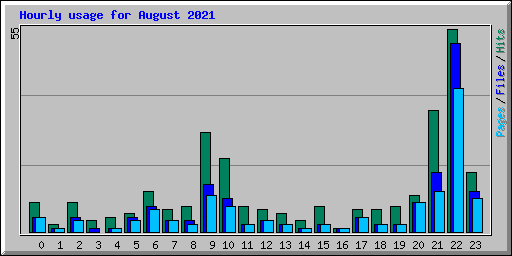 Hourly usage for August 2021
55
Pages / Files / Hits
0 1 2 3 4 5 6 7 8 9 10 11 12 13 14 15 16 17 18 19 20 21 22 23